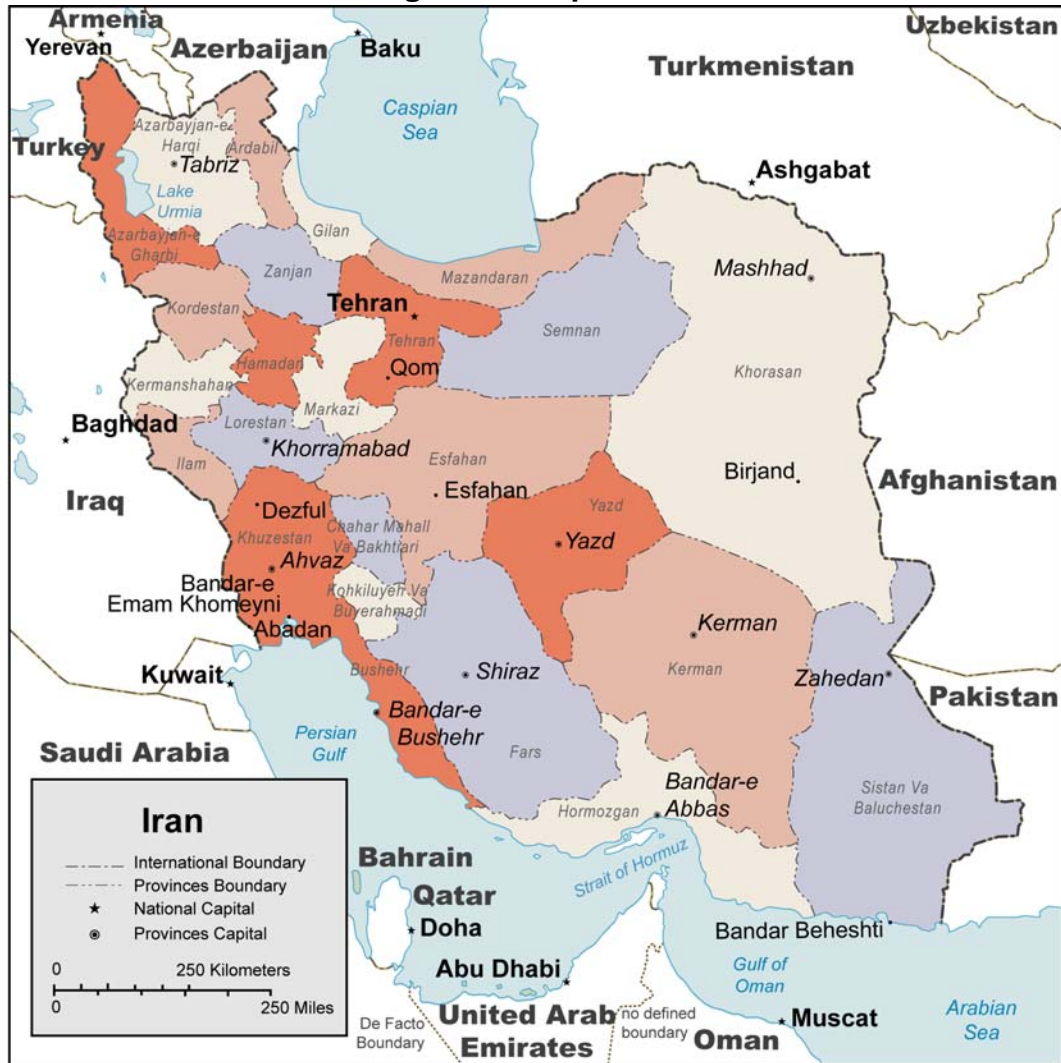 Armenia
Yerevan
Azerbaijan
Baku
Uzbekistan
Turkmenistan
Caspian
Sea
Azarbayjan-e
Harqi
Ardabil
Turkey
Tabriz
Ashgabat
Lake
Urmia
Azarbayjan-e
Gharbi
Gilan
Zanjan
Mazandaran
Mashhad
Kordestan
Tehran
Tehran
Semnan
Hamadan
Qom
Khorasan
Kermanshahan
Markazi
Baghdad
Lorestan
Khorramabad
Ilam
Esfahan
Esfahan
Birjand
Afghanistan
Iraq
Dezful
Yazd
Yazd
Khuzestan
Chahar Mahall
Va Bakhtiari
Ahvaz
Bandar-e
Emam Khomeyni
Kohkiluyeh Va
Buyerahmadi
Abadan
Kerman
Kerman
Kuwait
Bushehr
Shiraz
Zahedan
Pakistan
Bandar-e
Bushehr
Saudi Arabia
Persian
Gulf
Fars
Bandar-e
Abbas
Hormozgan
Sistan Va
Baluchestan
Iran
International Boundary
Provinces Boundary
National Capital
Provinces Capital
0 250 Kilometers
0 250 Miles
Bahrain
Qatar
Doha
Strait of Hormuz
Abu Dhabi
Bandar Beheshti
Gulf of
Oman
Arabian
Sea
De Facto
Boundary
United Arab
Emirates
no defined
boundary
Oman
Muscat